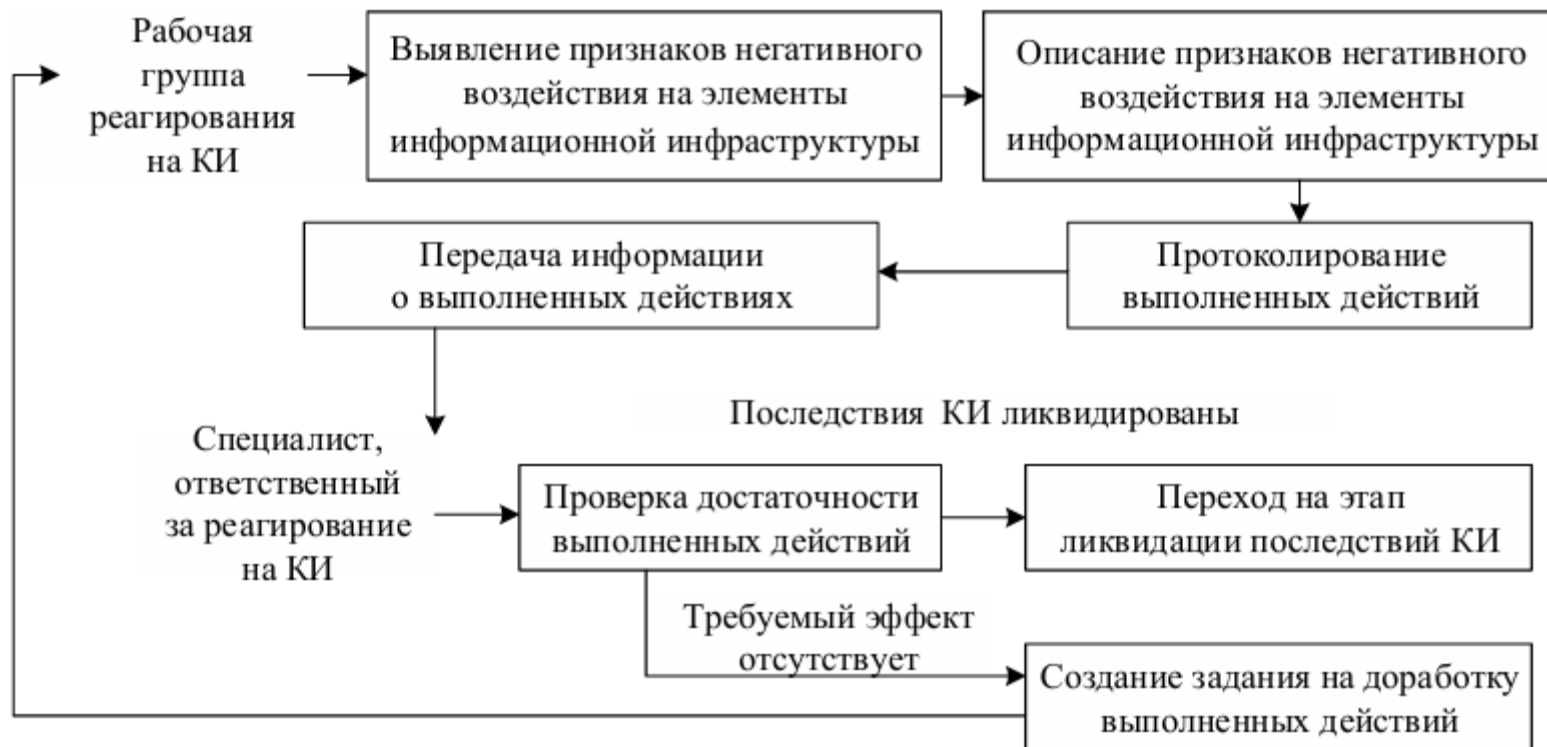 Рабочая
группа
реагирования
на КИ
Выявление признаков негативного
воздействия на элементы
информационной инфраструктуры
Описание признаков негативного
воздействия на элементы
информационной инфраструктуры
Передача информации
о выполненных действиях
Протоколирование
выполненных действий
Последствия КИ ликвидированы
Специалист,
ответственный
за реагирование
на КИ
Проверка достаточности
выполненных действий
Переход на этап
ликвидации последствий КИ
Требуемый эффект
отсутствует
Создание задания на доработку
выполненных действий